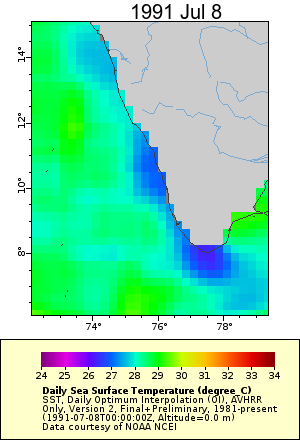 1991 Jul 8
14°
12°
10°
8°
74° 76° 78°
24 25 26 27 28 29 30 31 32 33 34
Daily Sea Surface Temperature (degree_C)
SST, Daily Optimum Interpolation (OI), AVHRR
Only, Version 2, Final+Preliminary, 1981-present
(1991-07-08T00:00:00Z, Altitude=0.0 m)
Data courtesy of NOAA NCEI